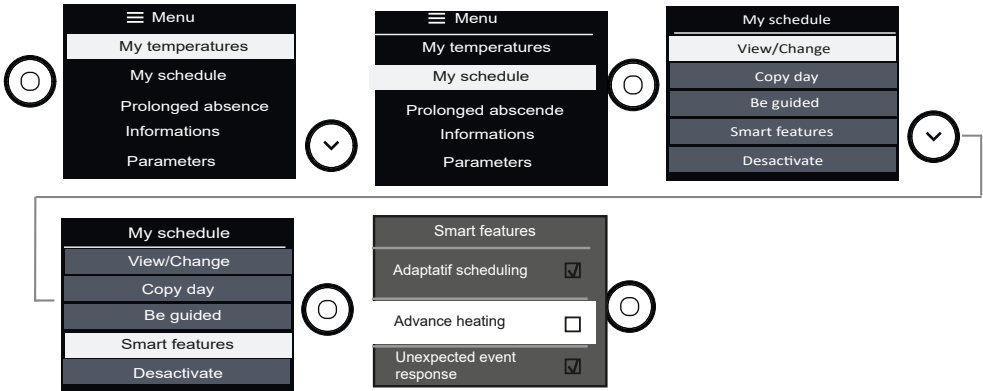 Menu
My temperatures
My schedule
Prolonged absence
Informations
Parameters
Menu
My temperatures
My schedule
Prolonged abscende
Informations
Parameters
My schedule
View/Change
Copy day
Be guided
Smart features
Desactivate
My schedule
View/Change
Copy day
Be guided
Smart features
Desactivate
Smart features
Adaptatif scheduling
Advance heating
Unexpected event
response